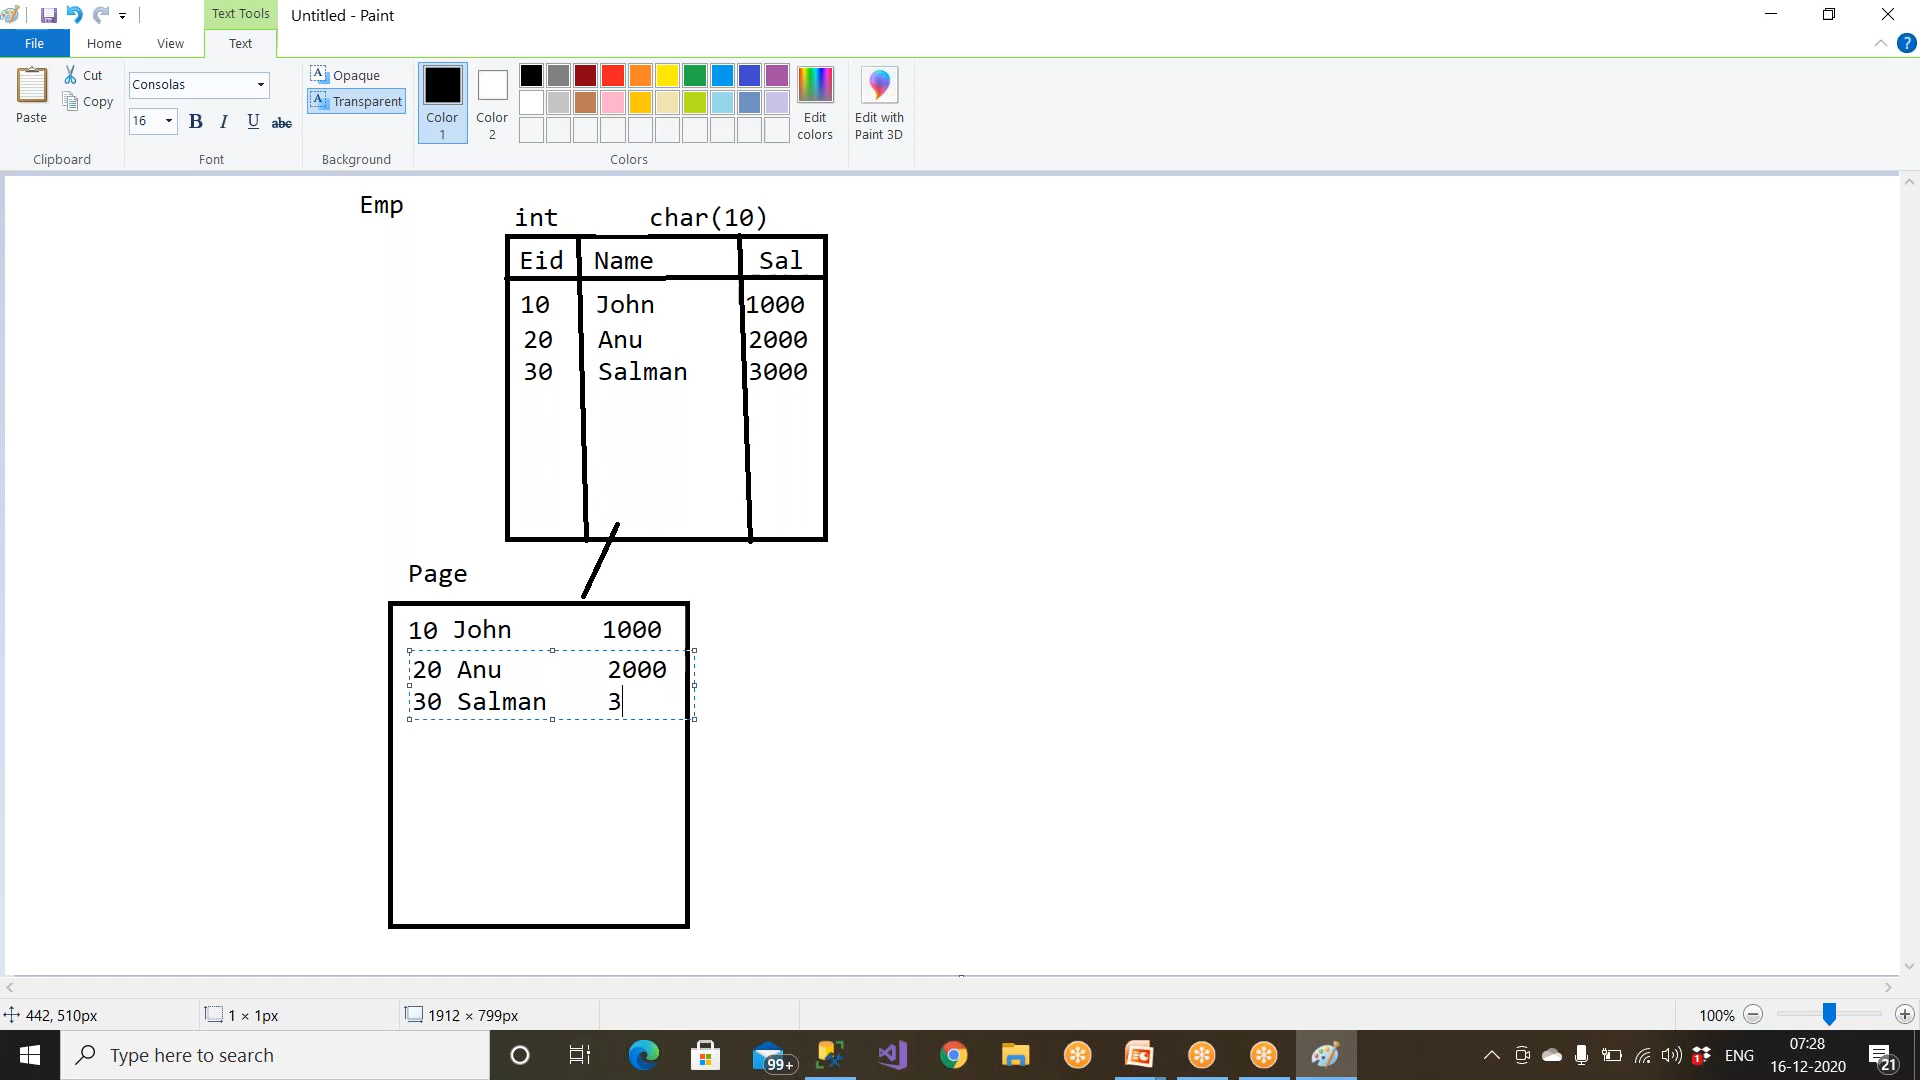 Text Tools
Untitled - Paint
File
Home
View
Text
Paste
Cut
Copy
Clipboard
Consolas
16
B I U abc
Font
Opaque
Transparent
Background
Color 1
Color 2
Edit colors
Edit with Paint 3D
Colors
Emp
int char(10)
Eid Name Sal
10 John 1000
20 Anu 2000
30 Salman 3000
Page
10 John 1000
20 Anu 2000
30 Salman 3
442, 510px
1 × 1px
1912 × 799px
100%
Type here to search
99+
1
ENG
07:28
16-12-2020
21